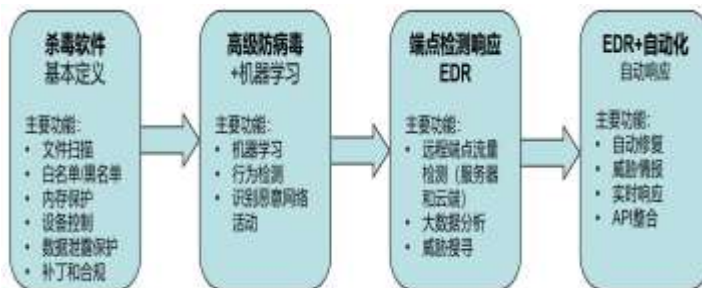 杀毒软件
基本定义
主要功能：
• 文件扫描
• 白名单/黑名单
• 内存保护
• 设备控制
• 数据泄露保护
• 补丁和合规
高级防病毒
+机器学习
主要功能：
• 机器学习
• 行为检测
• 识别恶意网络
活动
端点检测响应
EDR
主要功能：
• 远程端点流量
检测（服务器
和云端）
• 大数据分析
• 威胁搜寻
EDR+自动化
自动响应
主要功能：
• 自动修复
• 威胁情报
• 实时响应
• API整合